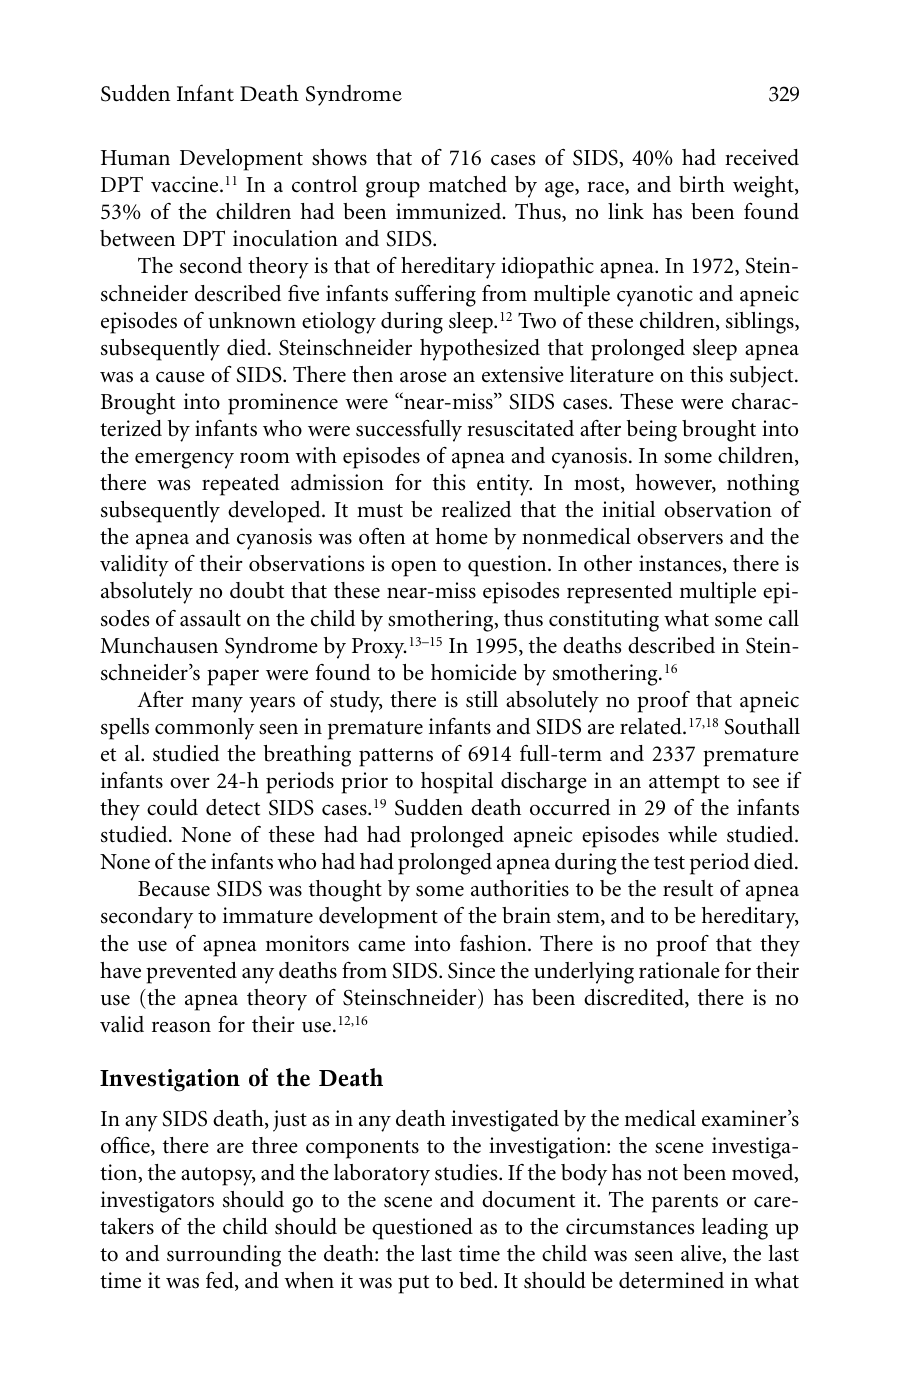 Sudden Infant Death Syndrome 329
Human Development shows that of 716 cases of SIDS, 40% had received
DPT vaccine.11 In a control group matched by age, race, and birth weight,
53% of the children had been immunized. Thus, no link has been found
between DPT inoculation and SIDS.
The second theory is that of hereditary idiopathic apnea. In 1972, Stein-
schneider described five infants suffering from multiple cyanotic and apneic
episodes of unknown etiology during sleep.12 Two of these children, siblings,
subsequently died. Steinschneider hypothesized that prolonged sleep apnea
was a cause of SIDS. There then arose an extensive literature on this subject.
Brought into prominence were “near-miss” SIDS cases. These were charac-
terized by infants who were successfully resuscitated after being brought into
the emergency room with episodes of apnea and cyanosis. In some children,
there was repeated admission for this entity. In most, however, nothing
subsequently developed. It must be realized that the initial observation of
the apnea and cyanosis was often at home by nonmedical observers and the
validity of their observations is open to question. In other instances, there is
absolutely no doubt that these near-miss episodes represented multiple epi-
sodes of assault on the child by smothering, thus constituting what some call
Munchausen Syndrome by Proxy.13–15 In 1995, the deaths described in Stein-
schneider’s paper were found to be homicide by smothering.16
After many years of study, there is still absolutely no proof that apneic
spells commonly seen in premature infants and SIDS are related.17,18 Southall
et al. studied the breathing patterns of 6914 full-term and 2337 premature
infants over 24-h periods prior to hospital discharge in an attempt to see if
they could detect SIDS cases.19 Sudden death occurred in 29 of the infants
studied. None of these had had prolonged apneic episodes while studied.
None of the infants who had had prolonged apnea during the test period died.
Because SIDS was thought by some authorities to be the result of apnea
secondary to immature development of the brain stem, and to be hereditary,
the use of apnea monitors came into fashion. There is no proof that they
have prevented any deaths from SIDS. Since the underlying rationale for their
use (the apnea theory of Steinschneider) has been discredited, there is no
valid reason for their use.12,16
Investigation of the Death
In any SIDS death, just as in any death investigated by the medical examiner’s
office, there are three components to the investigation: the scene investiga-
tion, the autopsy, and the laboratory studies. If the body has not been moved,
investigators should go to the scene and document it. The parents or care-
takers of the child should be questioned as to the circumstances leading up
to and surrounding the death: the last time the child was seen alive, the last
time it was fed, and when it was put to bed. It should be determined in what